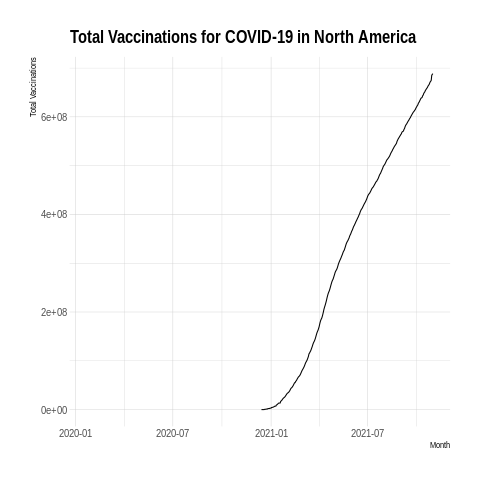 Total Vaccinations for COVID-19 in North America
Total Vaccinations
6e+08
4e+08
2e+08
0e+00
2020-01 2020-07 2021-01 2021-07
Month